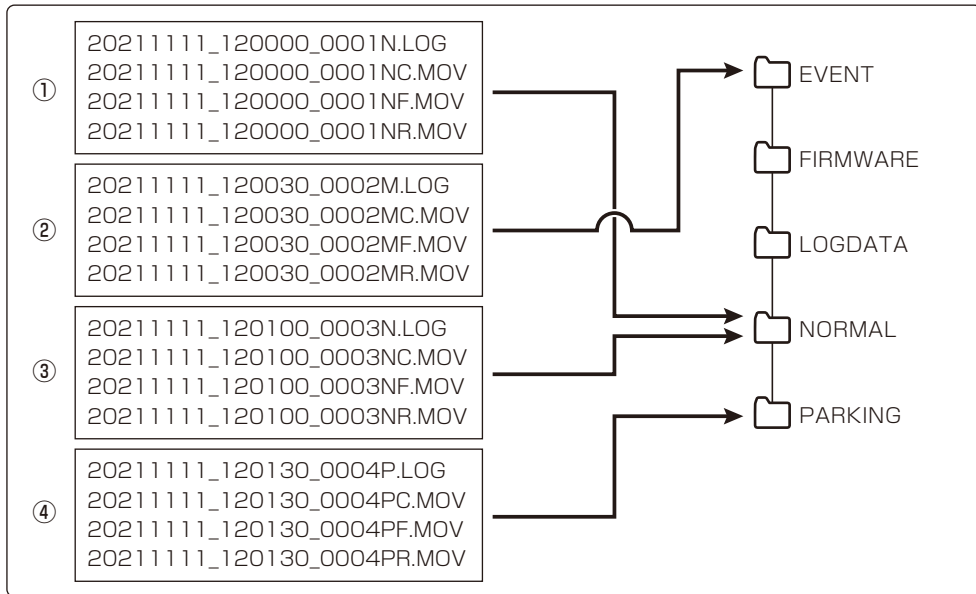 ①
20211111_120000_0001N.LOG
20211111_120000_0001NC.MOV
20211111_120000_0001NF.MOV
20211111_120000_0001NR.MOV
②
20211111_120030_0002M.LOG
20211111_120030_0002MC.MOV
20211111_120030_0002MF.MOV
20211111_120030_0002MR.MOV
③
20211111_120100_0003N.LOG
20211111_120100_0003NC.MOV
20211111_120100_0003NF.MOV
20211111_120100_0003NR.MOV
④
20211111_120130_0004P.LOG
20211111_120130_0004PC.MOV
20211111_120130_0004PF.MOV
20211111_120130_0004PR.MOV
EVENT
FIRMWARE
LOGDATA
NORMAL
PARKING